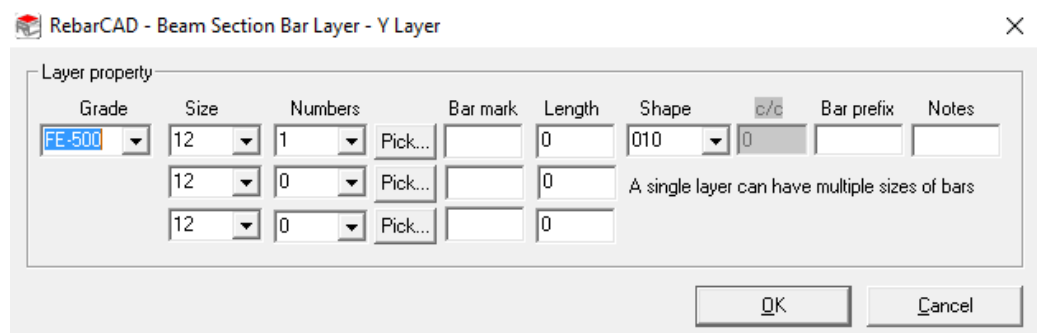 RebarCAD - Beam Section Bar Layer - Y Layer
Layer property
Grade Size Numbers Bar mark Length Shape c/c Bar prefix Notes
FE-500 12 1 Pick... 0 010 0
12 0 Pick... 0 A single layer can have multiple sizes of bars
12 0 Pick... 0
OK Cancel